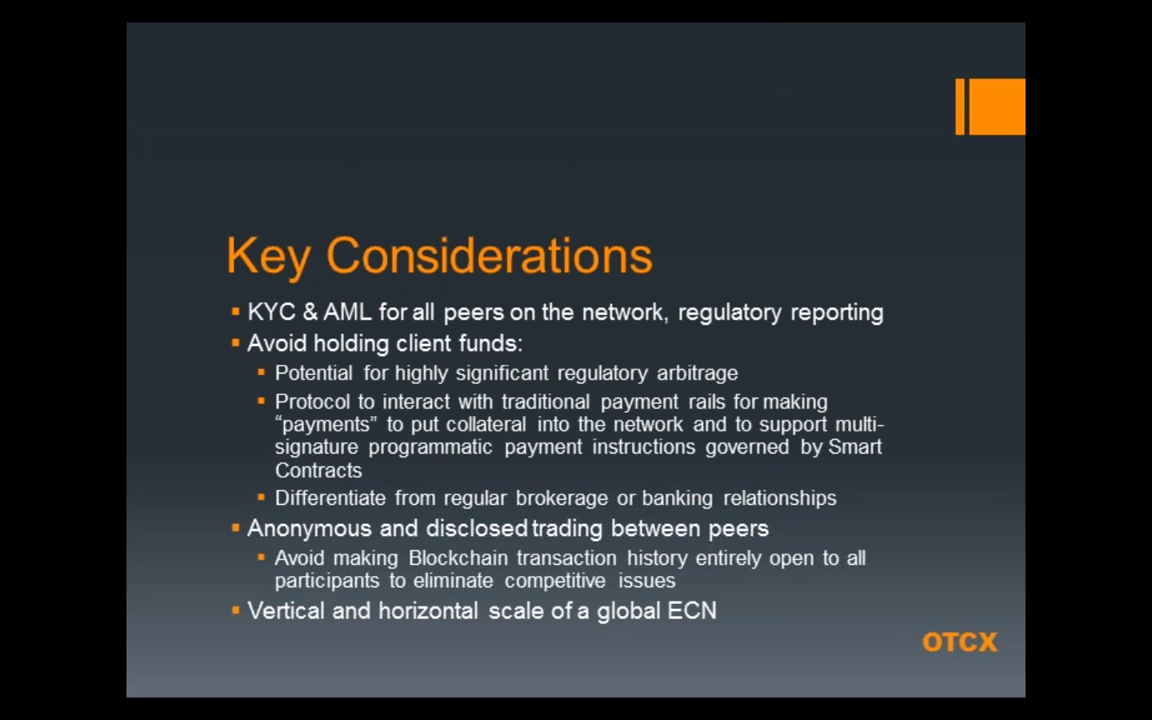 Key Considerations
KYC & AML for all peers on the network, regulatory reporting
Avoid holding client funds:
Potential for highly significant regulatory arbitrage
Protocol to interact with traditional payment rails for making
“payments” to put collateral into the network and to support multi-
signature programmatic payment instructions governed by Smart
Contracts
Differentiate from regular brokerage or banking relationships
Anonymous and disclosed trading between peers
Avoid making Blockchain transaction history entirely open to all
participants to eliminate competitive issues
Vertical and horizontal scale of a global ECN
OTCX